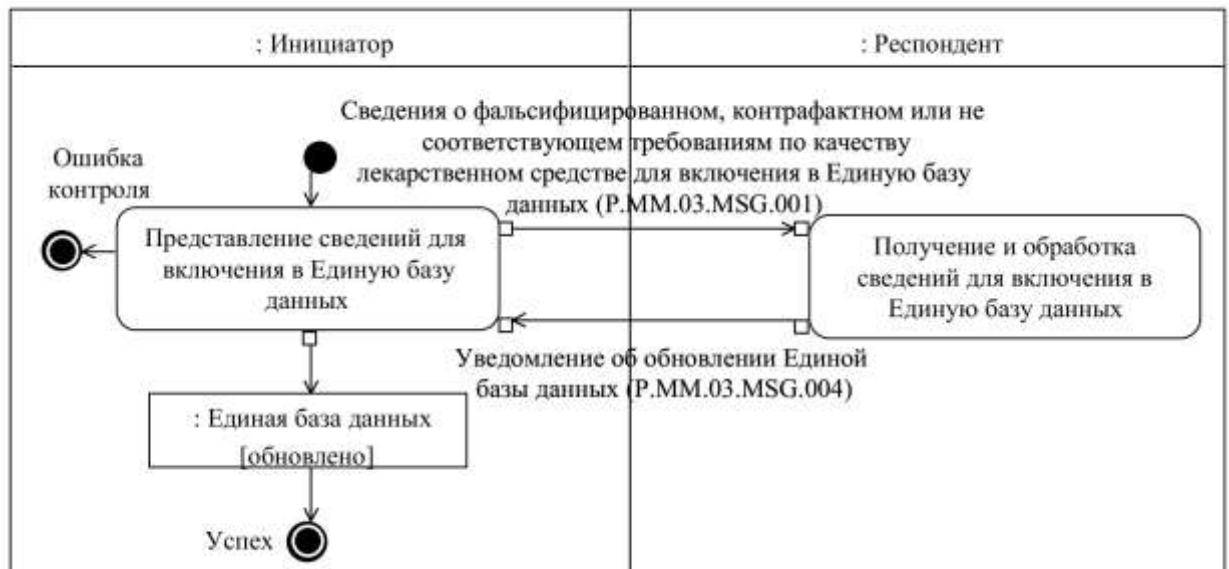 : Инициатор
: Респондент
Сведения о фальсифицированном, контрафактном или не
соответствующем требованиям по качеству
лекарственном средстве для включения в Единую базу
данных (P.MM.03.MSG.001)
Ошибка
контроля
Представление сведений для
включения в Единую базу
данных
Получение и обработка
сведений для включения в
Единую базу данных
Уведомление об обновлении Единой
базы данных (P.MM.03.MSG.004)
: Единая база данных
[обновлено]
Успех